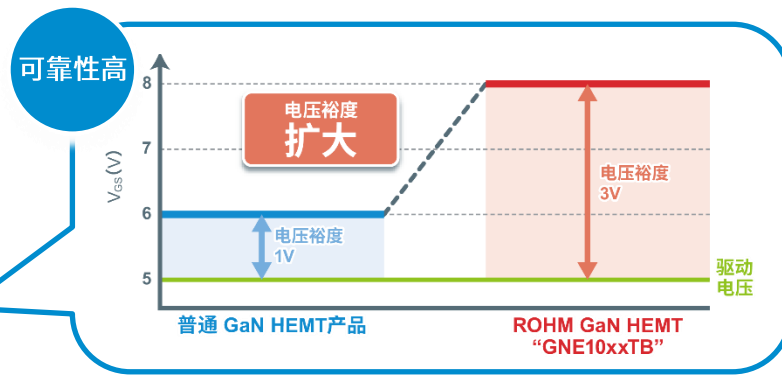 可靠性高
VGS(V)
8
7
6
5
电压裕度
扩大
电压裕度
1V
电压裕度
3V
驱动
电压
普通 GaN HEMT产品
ROHM GaN HEMT
“GNE10xxTB”